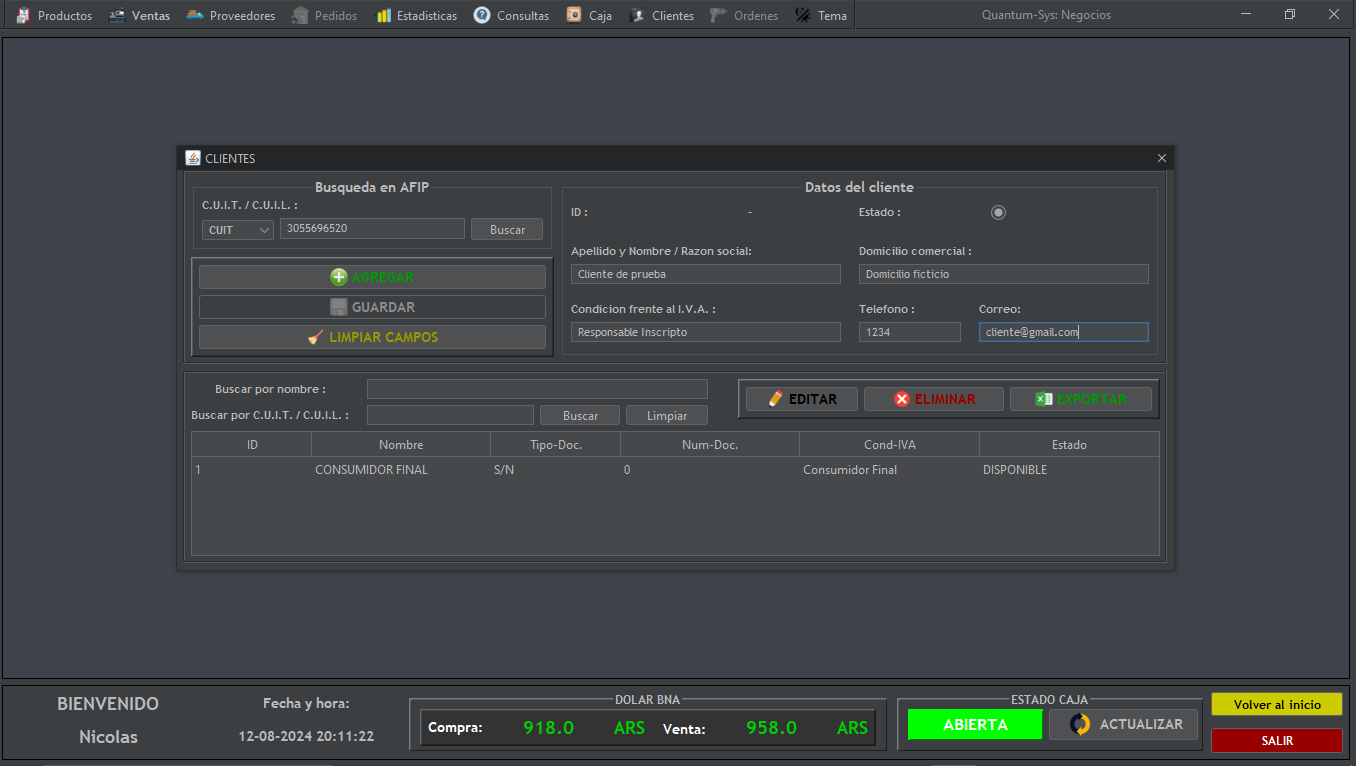 Productos Ventas Proveedores Pedidos Estadisticas Consultas Caja Clientes Ordenes Tema Quantum-Sys: Negocios
CLIENTES
Busqueda en AFIP
C.U.I.T. / C.U.I.L. :
CUIT 3055696520 Buscar
AGREGAR
GUARDAR
LIMPIAR CAMPOS
Datos del cliente
ID : - Estado :
Apellido y Nombre / Razon social: Domicilio comercial :
Cliente de prueba Domicilio ficticio
Condicion frente al I.V.A. : Telefono : Correo:
Responsable Inscripto 1234 cliente@gmail.com
Buscar por nombre :
Buscar por C.U.I.T. / C.U.I.L. : Buscar Limpiar
EDITAR ELIMINAR EXPORTAR
ID Nombre Tipo-Doc. Num-Doc. Cond-IVA Estado
1 CONSUMIDOR FINAL S/N 0 Consumidor Final DISPONIBLE
BIENVENIDO
Nicolas
Fecha y hora:
12-08-2024 20:11:22
DOLAR BNA
Compra: 918.0 ARS Venta: 958.0 ARS
ESTADO CAJA
ABIERTA ACTUALIZAR
Volver al inicio
SALIR